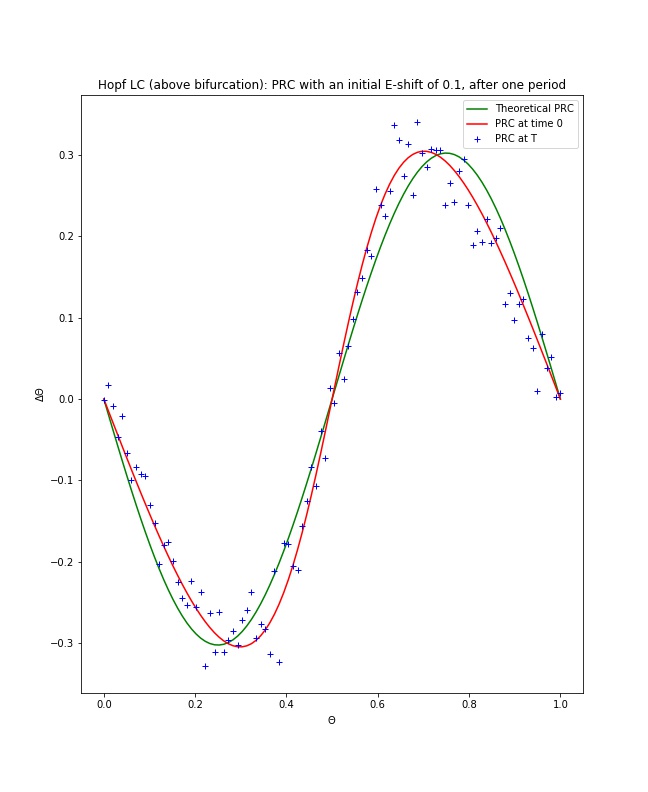 Hopf LC (above bifurcation): PRC with an initial E-shift of 0.1, after one period
Theoretical PRC
PRC at time 0
PRC at T
0.3
0.2
0.1
0.0
−0.1
−0.2
−0.3
ΔΘ
0.0 0.2 0.4 0.6 0.8 1.0
Θ